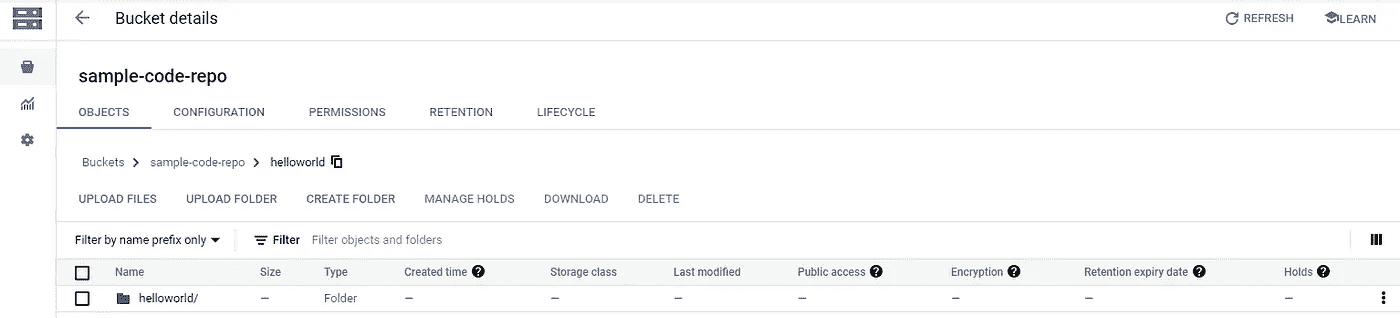 Bucket details REFRESH LEARN
sample-code-repo
OBJECTS CONFIGURATION PERMISSIONS RETENTION LIFECYCLE
Buckets > sample-code-repo > helloworld
UPLOAD FILES UPLOAD FOLDER CREATE FOLDER MANAGE HOLDS DOWNLOAD DELETE
Filter by name prefix only Filter Filter objects and folders
Name Size Type Created time ? Storage class Last modified Public access ? Encryption ? Retention expiry date ? Holds ?
helloworld/ — Folder — — — — — — —